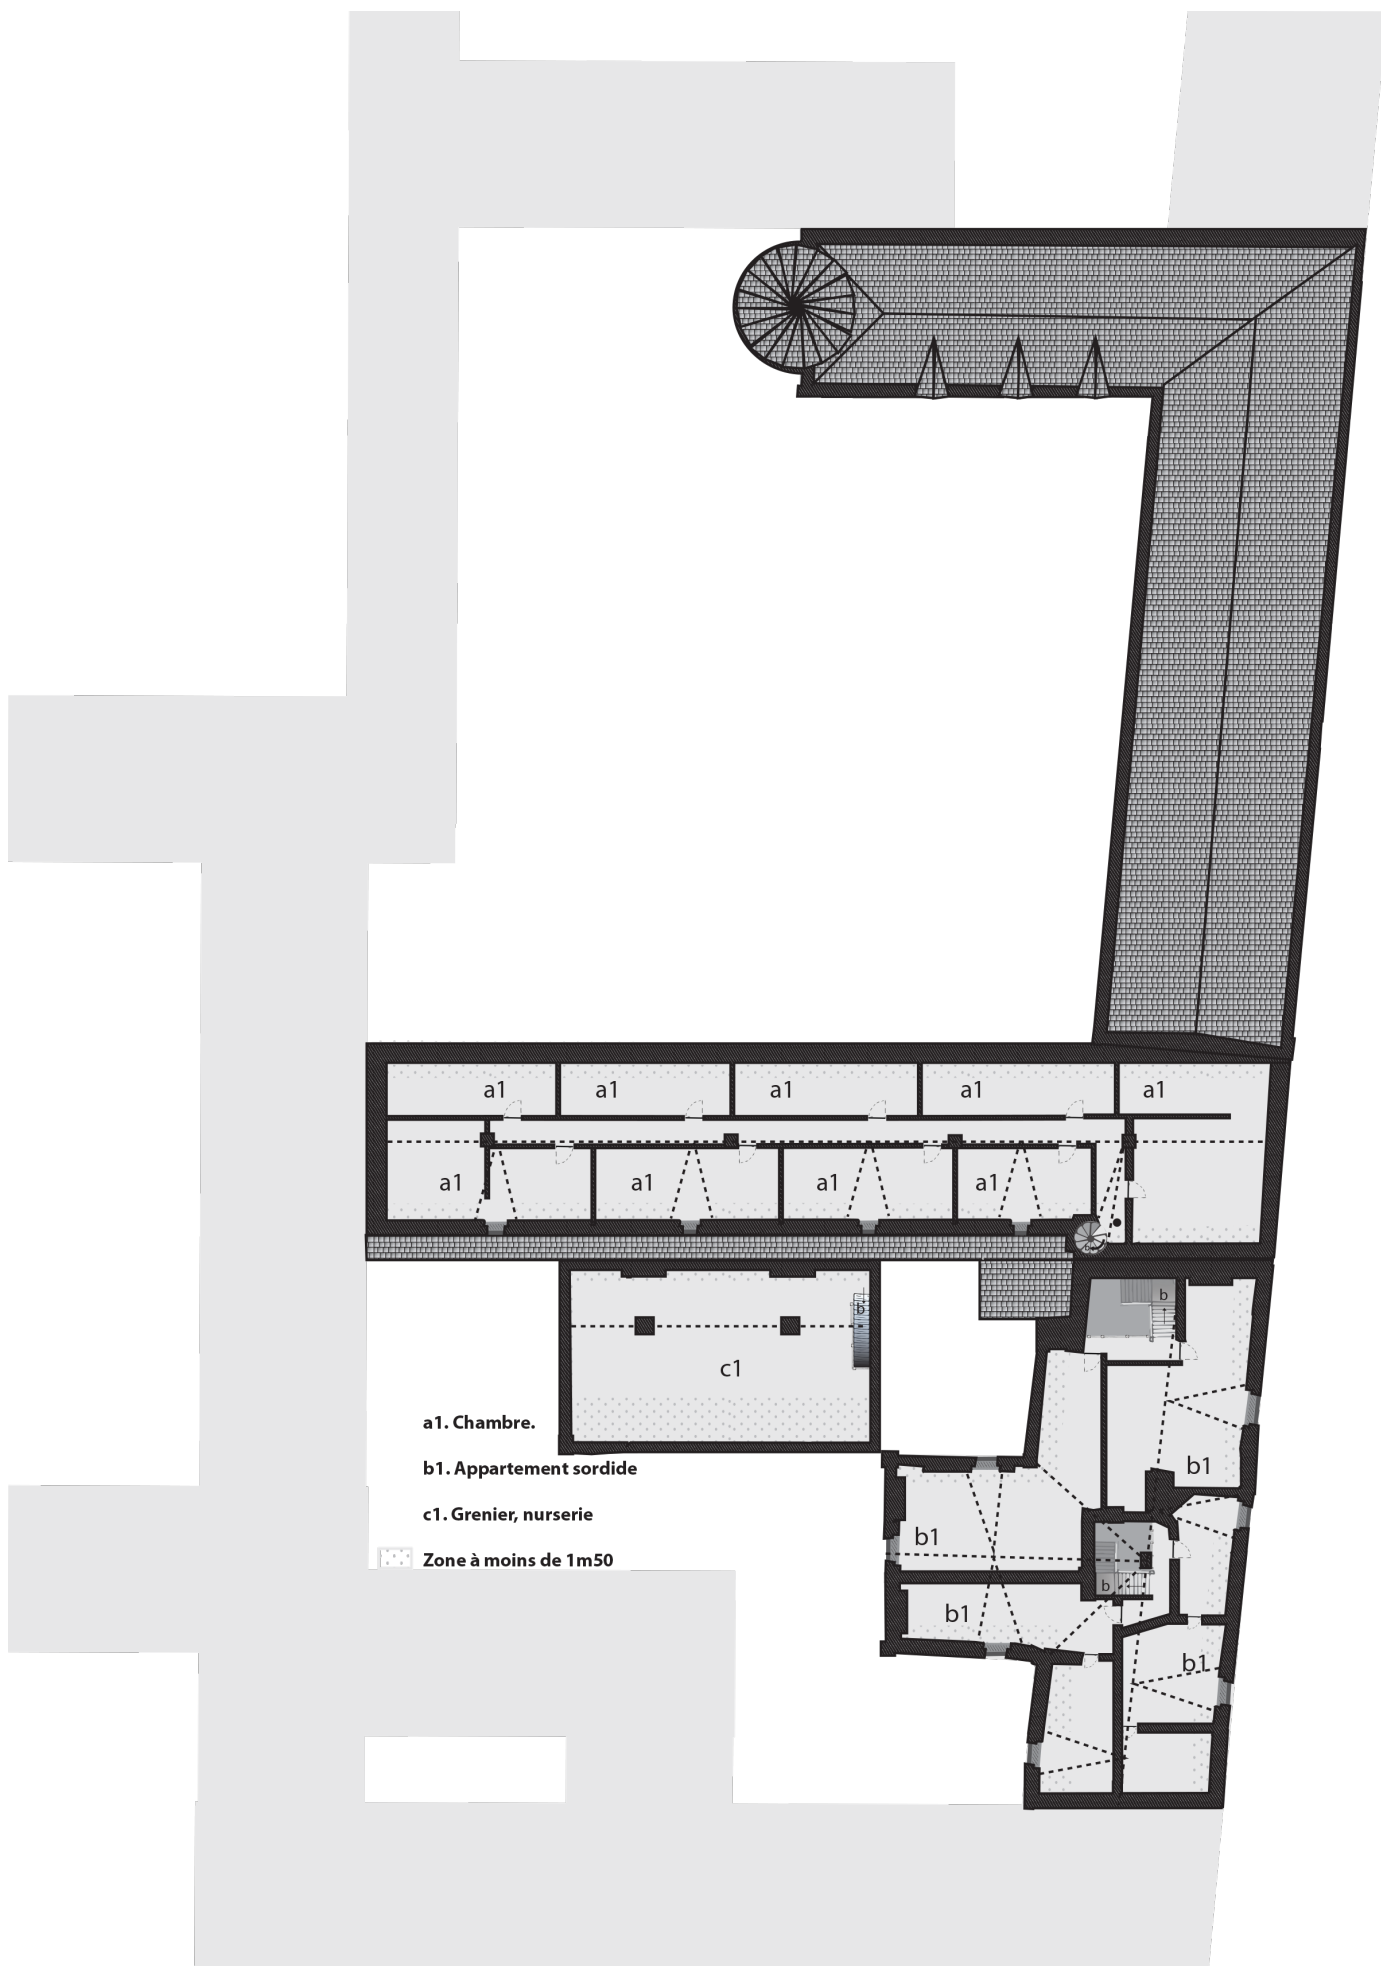 a1 a1 a1 a1 a1
a1 a1 a1 a1
b
b
c1
a1. Chambre.
b1. Appartement sordide
c1. Grenier, nurserie
Zone à moins de 1m50
b1
b1
b
b1
b1